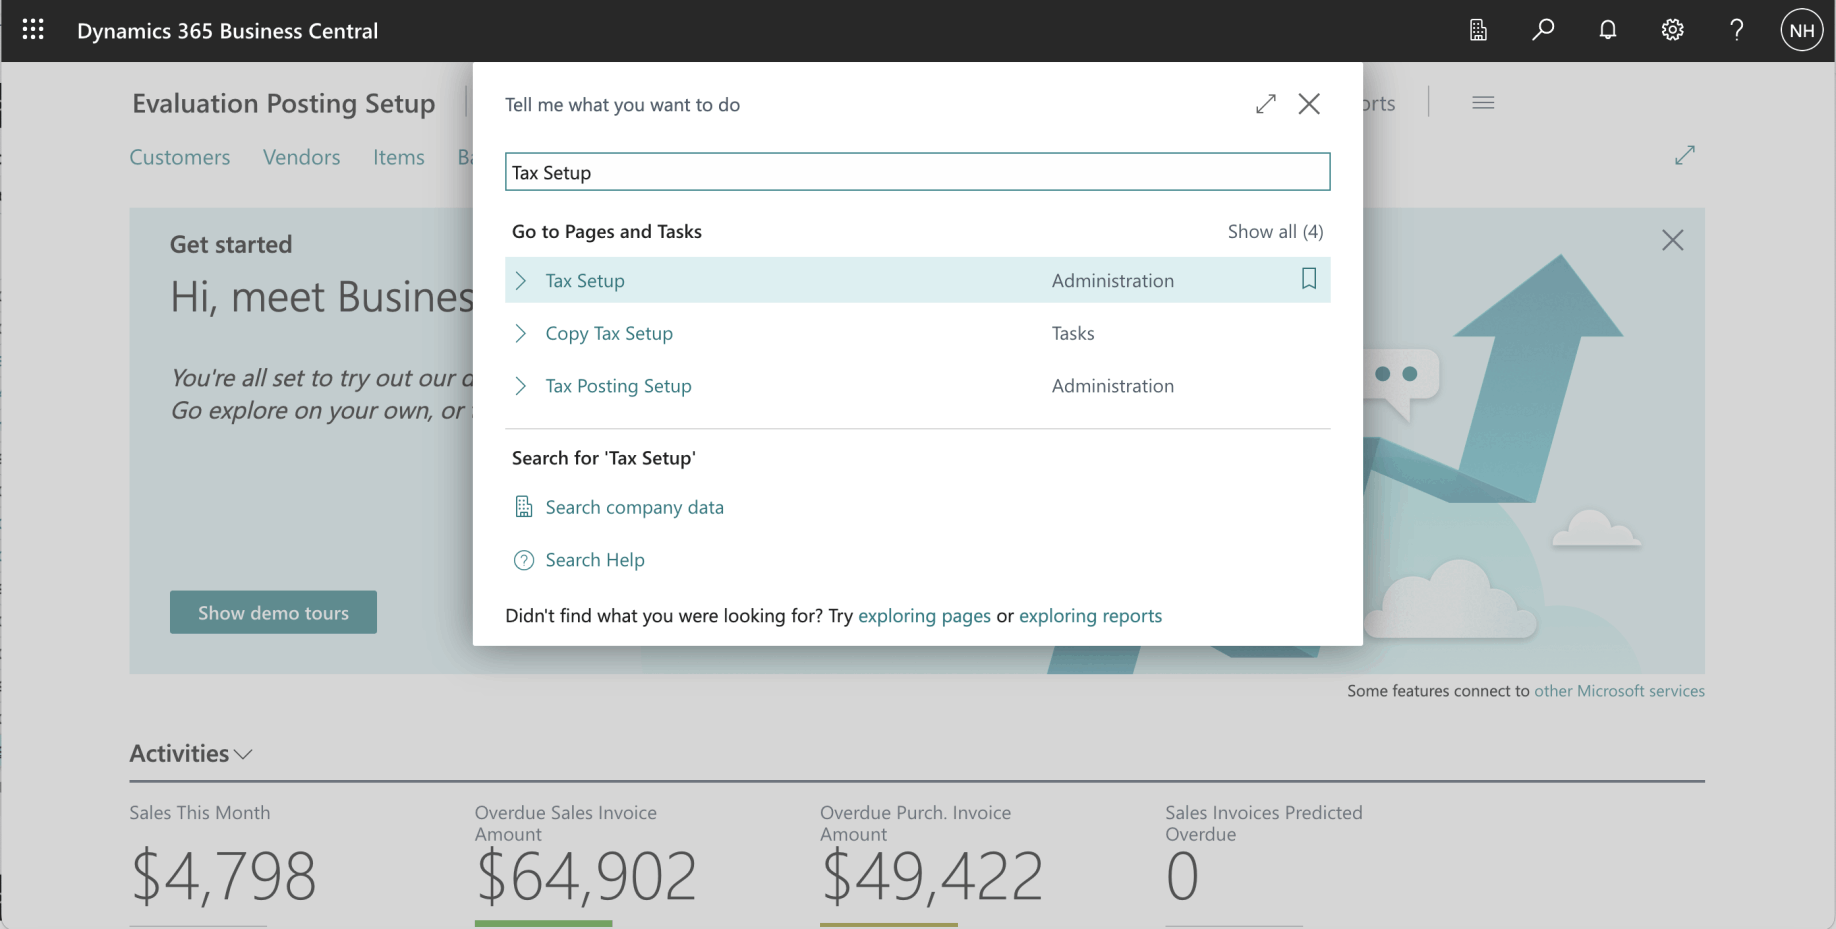 Dynamics 365 Business Central
NH
Evaluation Posting Setup
Customers Vendors Items
Tell me what you want to do
Tax Setup
Go to Pages and Tasks Show all (4)
Tax Setup Administration
Copy Tax Setup Tasks
Tax Posting Setup Administration
Search for 'Tax Setup'
Search company data
Search Help
Didn't find what you were looking for? Try exploring pages or exploring reports
Get started
Hi, meet Busines
You're all set to try out our
Go explore on your own, or
Show demo tours
Some features connect to other Microsoft services
Activities
Sales This Month
$4,798
Overdue Sales Invoice
Amount
$64,902
Overdue Purch. Invoice
Amount
$49,422
Sales Invoices Predicted
Overdue
0